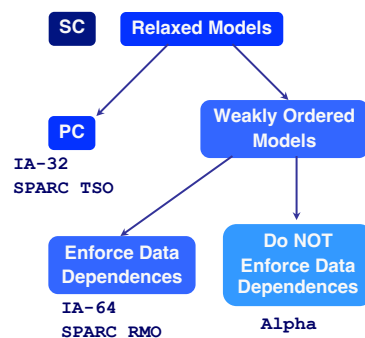 SC
Relaxed Models
PC
Weakly Ordered
Models
IA-32
SPARC TSO
Enforce Data
Dependences
Do NOT
Enforce Data
Dependences
IA-64
SPARC RMO
Alpha